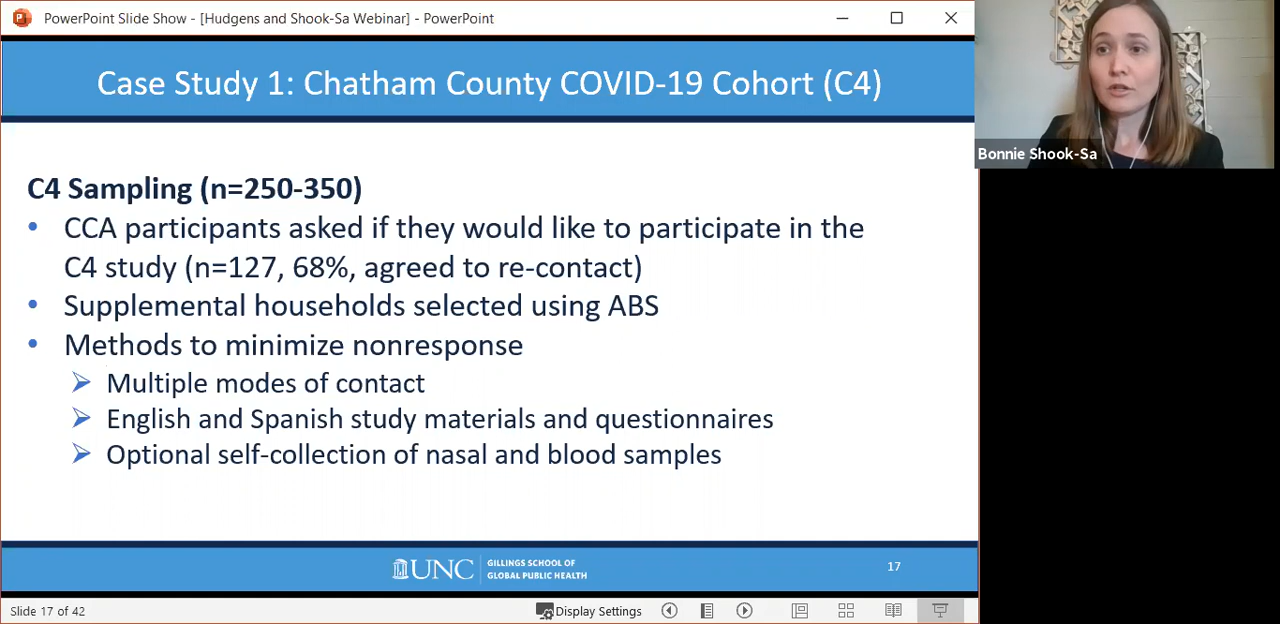 PowerPoint Slide Show - [Hudgens and Shook-Sa Webinar] - PowerPoint
Case Study 1: Chatham County COVID-19 Cohort (C4)
Bonnie Shook-Sa
C4 Sampling (n=250-350)
• CCA participants asked if they would like to participate in the
C4 study (n=127, 68%, agreed to re-contact)
• Supplemental households selected using ABS
• Methods to minimize nonresponse
➢ Multiple modes of contact
➢ English and Spanish study materials and questionnaires
➢ Optional self-collection of nasal and blood samples
UNC
GILLINGS SCHOOL OF
GLOBAL PUBLIC HEALTH
17
Slide 17 of 42
Display Settings